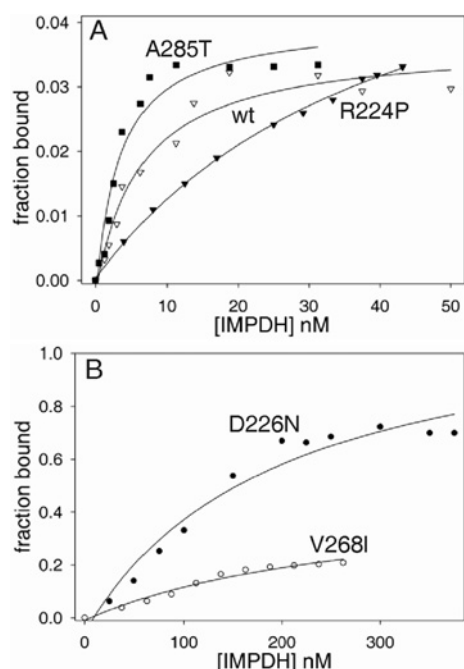 A
A285T
wt
R224P
0.04
0.03
0.02
0.01
0.00
fraction bound
0 10 20 30 40 50
[IMPDH] nM
B
D226N
V268I
1.0
0.8
0.6
0.4
0.2
0.0
fraction bound
0 100 200 300
[IMPDH] nM